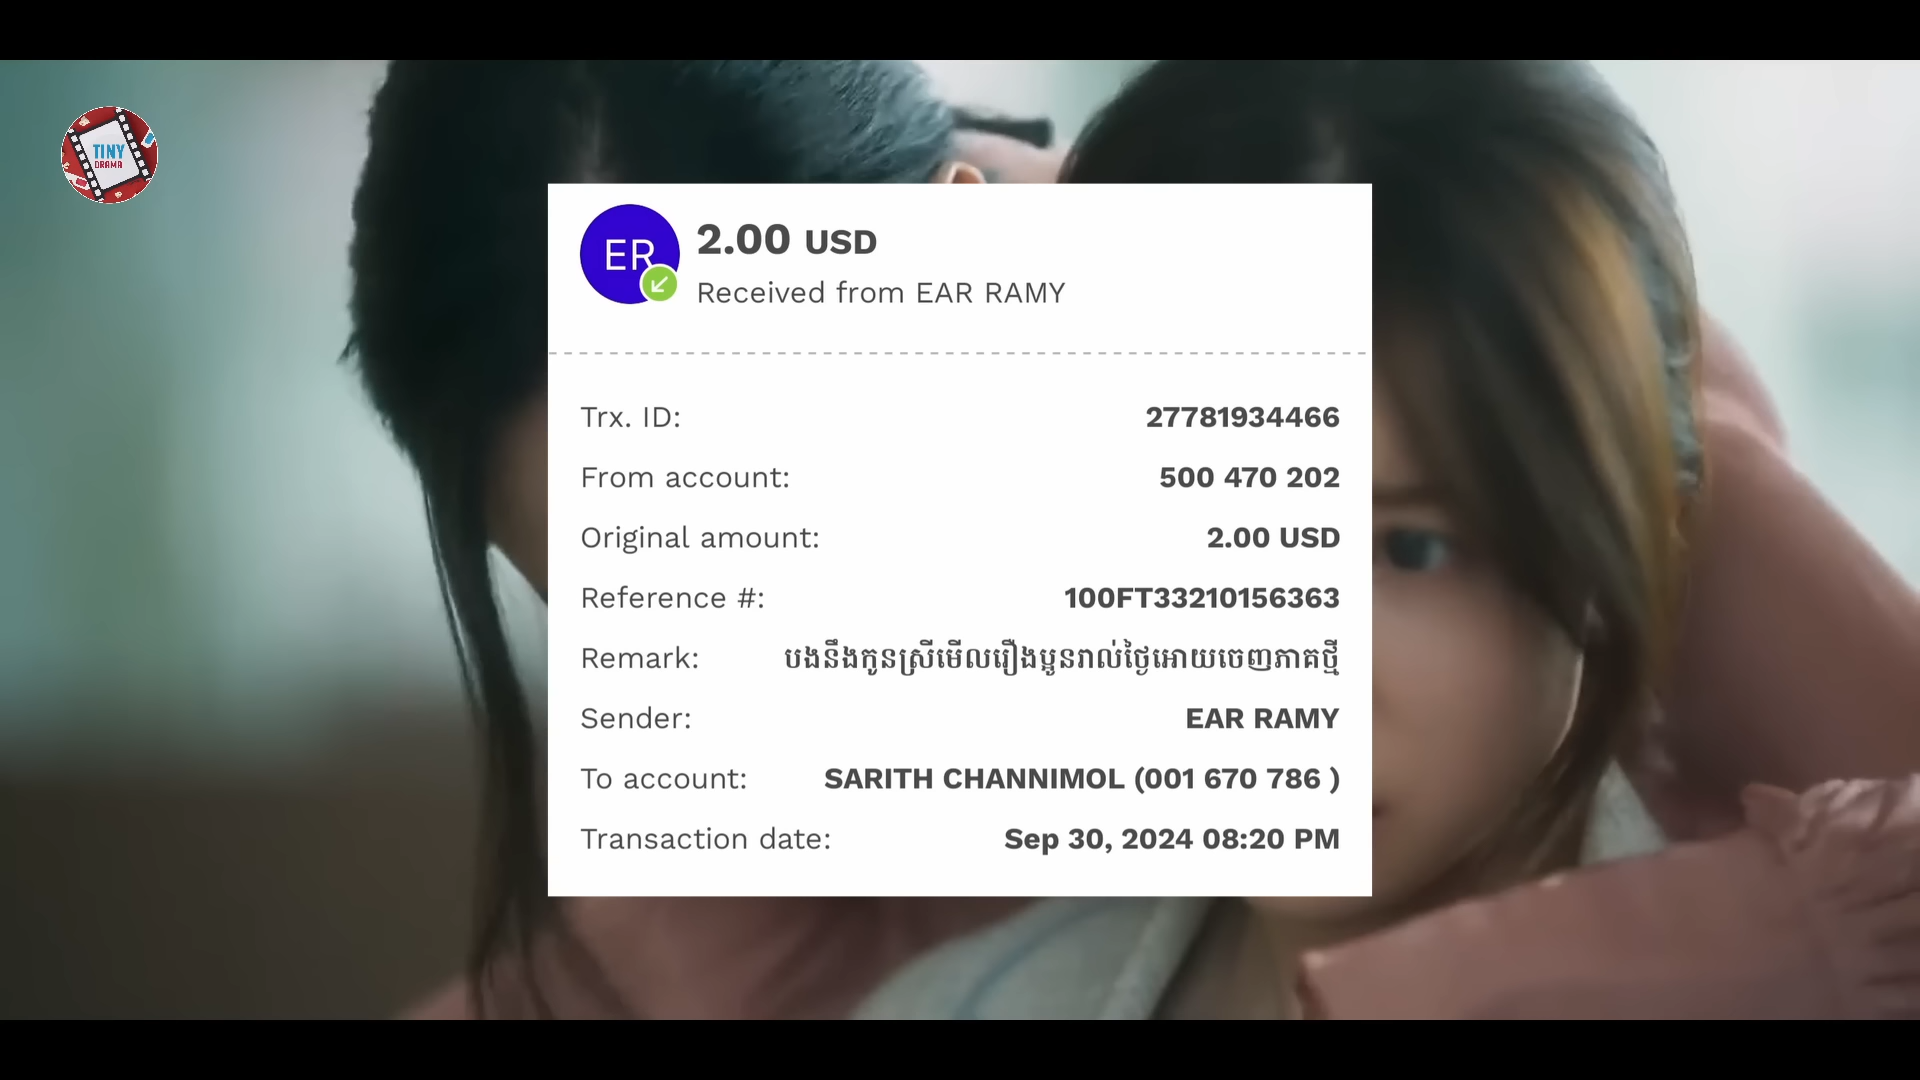 TINY
DRAMA
ER
2.00 USD
Received from EAR RAMY
Trx. ID: 27781934466
From account: 500 470 202
Original amount: 2.00 USD
Reference #: 100FT33210156363
Remark: បងនឹងកូនស្រីមើលរឿងប្អូនរាល់ថ្ងៃអោយចេញភាគថ្មី
Sender: EAR RAMY
To account: SARITH CHANNIMOL (001 670 786 )
Transaction date: Sep 30, 2024 08:20 PM